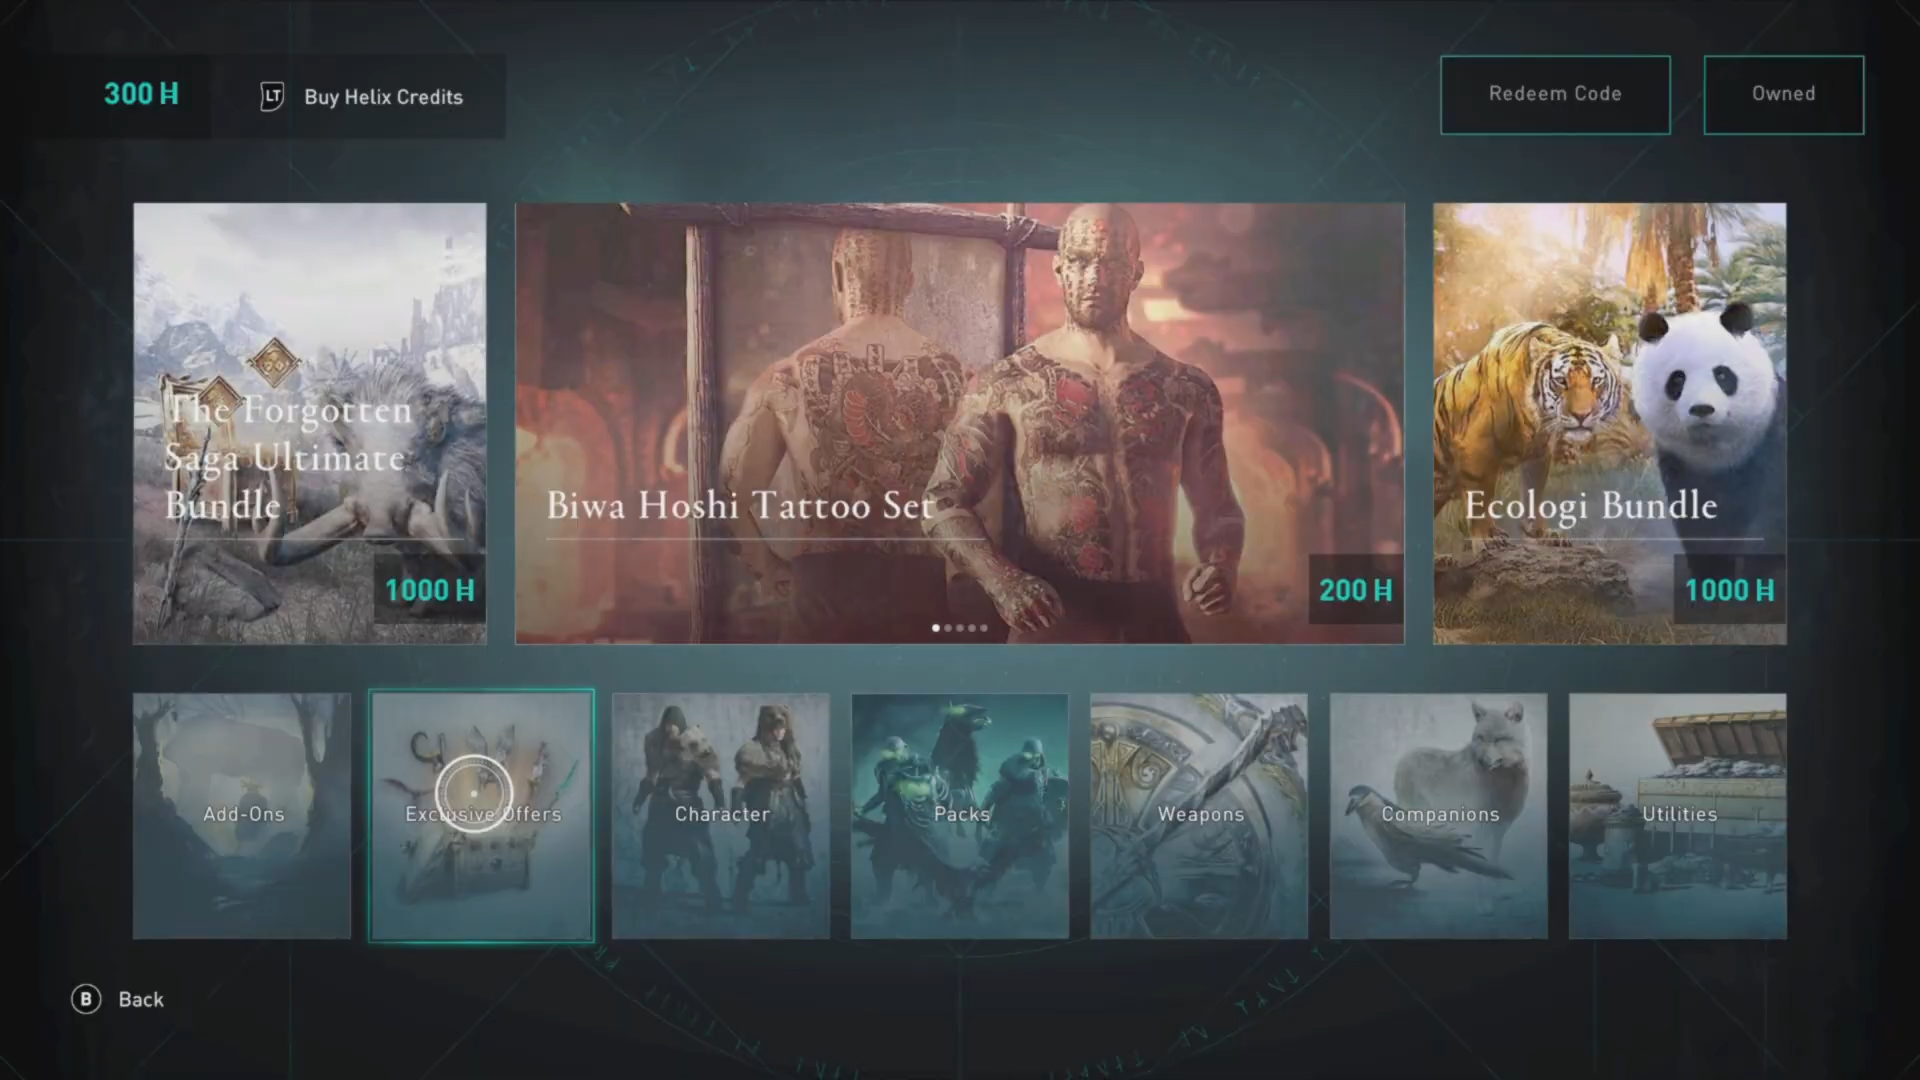 300 H
LT Buy Helix Credits
Redeem Code
Owned
The Forgotten
Saga Ultimate
Bundle
1000 H
Biwa Hoshi Tattoo Set
200 H
Ecologi Bundle
1000 H
Add-Ons
Exclusive Offers
Character
Packs
Weapons
Companions
Utilities
B Back